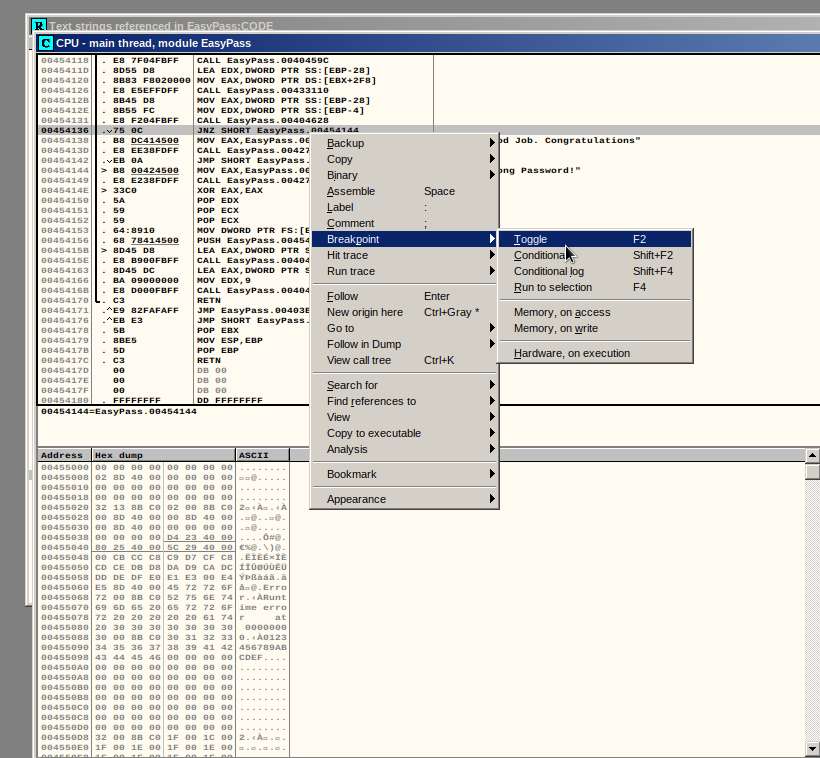 Text strings referenced in EasyPass:CODE
CPU - main thread, module EasyPass
00454118 . E8 7F04FBFF CALL EasyPass.0040459C
0045411D . 8D55 D8 LEA EDX,DWORD PTR SS:[EBP-28]
00454120 . 8B83 F8020000 MOV EAX,DWORD PTR DS:[EBX+2F8]
00454126 . E8 E5EFFDFF CALL EasyPass.00433110
0045412B . 8B45 D8 MOV EAX,DWORD PTR SS:[EBP-28]
0045412E . 8B55 FC MOV EDX,DWORD PTR SS:[EBP-4]
00454131 . E8 F204FBFF CALL EasyPass.00404628
00454136 . 75 0C JNZ SHORT EasyPass.00454144
00454138 . B8 DC414500 MOV EAX,EasyPass.00 d Job. Congratulations"
0045413D . E8 EE38FDFF CALL EasyPass.00427
00454142 . EB 0A JMP SHORT EasyPass.
00454144 > B8 00424500 MOV EAX,EasyPass.00 ng Password!"
00454149 . E8 E238FDFF CALL EasyPass.00427
0045414E > 33C0 XOR EAX,EAX
00454150 . 5A POP EDX
00454151 . 59 POP ECX
00454152 . 59 POP ECX
00454153 . 64:8910 MOV DWORD PTR FS:[E
00454156 . 68 78414500 PUSH EasyPass.00454
0045415B > 8D45 D8 LEA EAX,DWORD PTR S
0045415E . E8 B900FBFF CALL EasyPass.00404
00454163 . 8D45 DC LEA EAX,DWORD PTR S
00454166 . BA 09000000 MOV EDX,9
0045416B . E8 D000FBFF CALL EasyPass.00404
00454170 . C3 RETN
00454171 .^E9 82FAFAFF JMP EasyPass.00403B
00454176 .^EB E3 JMP SHORT EasyPass.
00454178 . 5B POP EBX
00454179 . 8BE5 MOV ESP,EBP
0045417B . 5D POP EBP
0045417C . C3 RETN
0045417D 00 DB 00
0045417E 00 DB 00
0045417F 00 DB 00
00454180 . FFFFFFFF DD FFFFFFFF
00454144=EasyPass.00454144
Backup
Copy
Binary
Assemble Space
Label :
Comment ;
Breakpoint
Hit trace
Run trace
Follow Enter
New origin here Ctrl+Gray *
Go to
Follow in Dump
View call tree Ctrl+K
Search for
Find references to
View
Copy to executable
Analysis
Bookmark
Appearance
Toggle F2
Conditional Shift+F2
Conditional log Shift+F4
Run to selection F4
Memory, on access
Memory, on write
Hardware, on execution
Address Hex dump ASCII
00455000 00 00 00 00 00 00 00 00 ........
00455008 02 8D 40 00 00 00 00 00 ▫▫@.....
00455010 00 00 00 00 00 00 00 00 ........
00455018 00 00 00 00 00 00 00 00 ........
00455020 32 13 8B C0 02 00 8B C0 2▫‹À▫.‹À
00455028 00 8D 40 00 00 8D 40 00 .▫@..▫@.
00455030 00 8D 40 00 00 00 00 00 .▫@.....
00455038 00 00 00 00 D4 23 40 00 ....Ô#@.
00455040 80 25 40 00 5C 29 40 00 €%@.\)@.
00455048 00 CB CC C8 C9 D7 CF C8 .ËÌÈÉ×ÏÈ
00455050 CD CE DB D8 DA D9 CA DC ÍÎÛØÚÙÊÜ
00455058 DD DE DF E0 E1 E3 00 E4 ÝÞßàáã.ä
00455060 E5 8D 40 00 45 72 72 6F å▫@.Erro
00455068 72 00 8B C0 52 75 6E 74 r.‹ÀRunt
00455070 69 6D 65 20 65 72 72 6F ime erro
00455078 72 20 20 20 20 20 61 74 r     at
00455080 20 30 30 30 30 30 30 30  0000000
00455088 30 00 8B C0 30 31 32 33 0.‹À0123
00455090 34 35 36 37 38 39 41 42 456789AB
00455098 43 44 45 46 00 00 00 00 CDEF....
004550A0 00 00 00 00 00 00 00 00 ........
004550A8 00 00 00 00 00 00 00 00 ........
004550B0 00 00 00 00 00 00 00 00 ........
004550B8 00 00 00 00 00 00 00 00 ........
004550C0 00 00 00 00 00 00 00 00 ........
004550C8 00 00 00 00 00 00 00 00 ........
004550D0 00 00 00 00 00 00 00 00 ........
004550D8 32 00 8B C0 1F 00 1C 00 2.‹À▫.▫.
004550E0 1F 00 1E 00 1F 00 1E 00 ▫.▫.▫.▫.